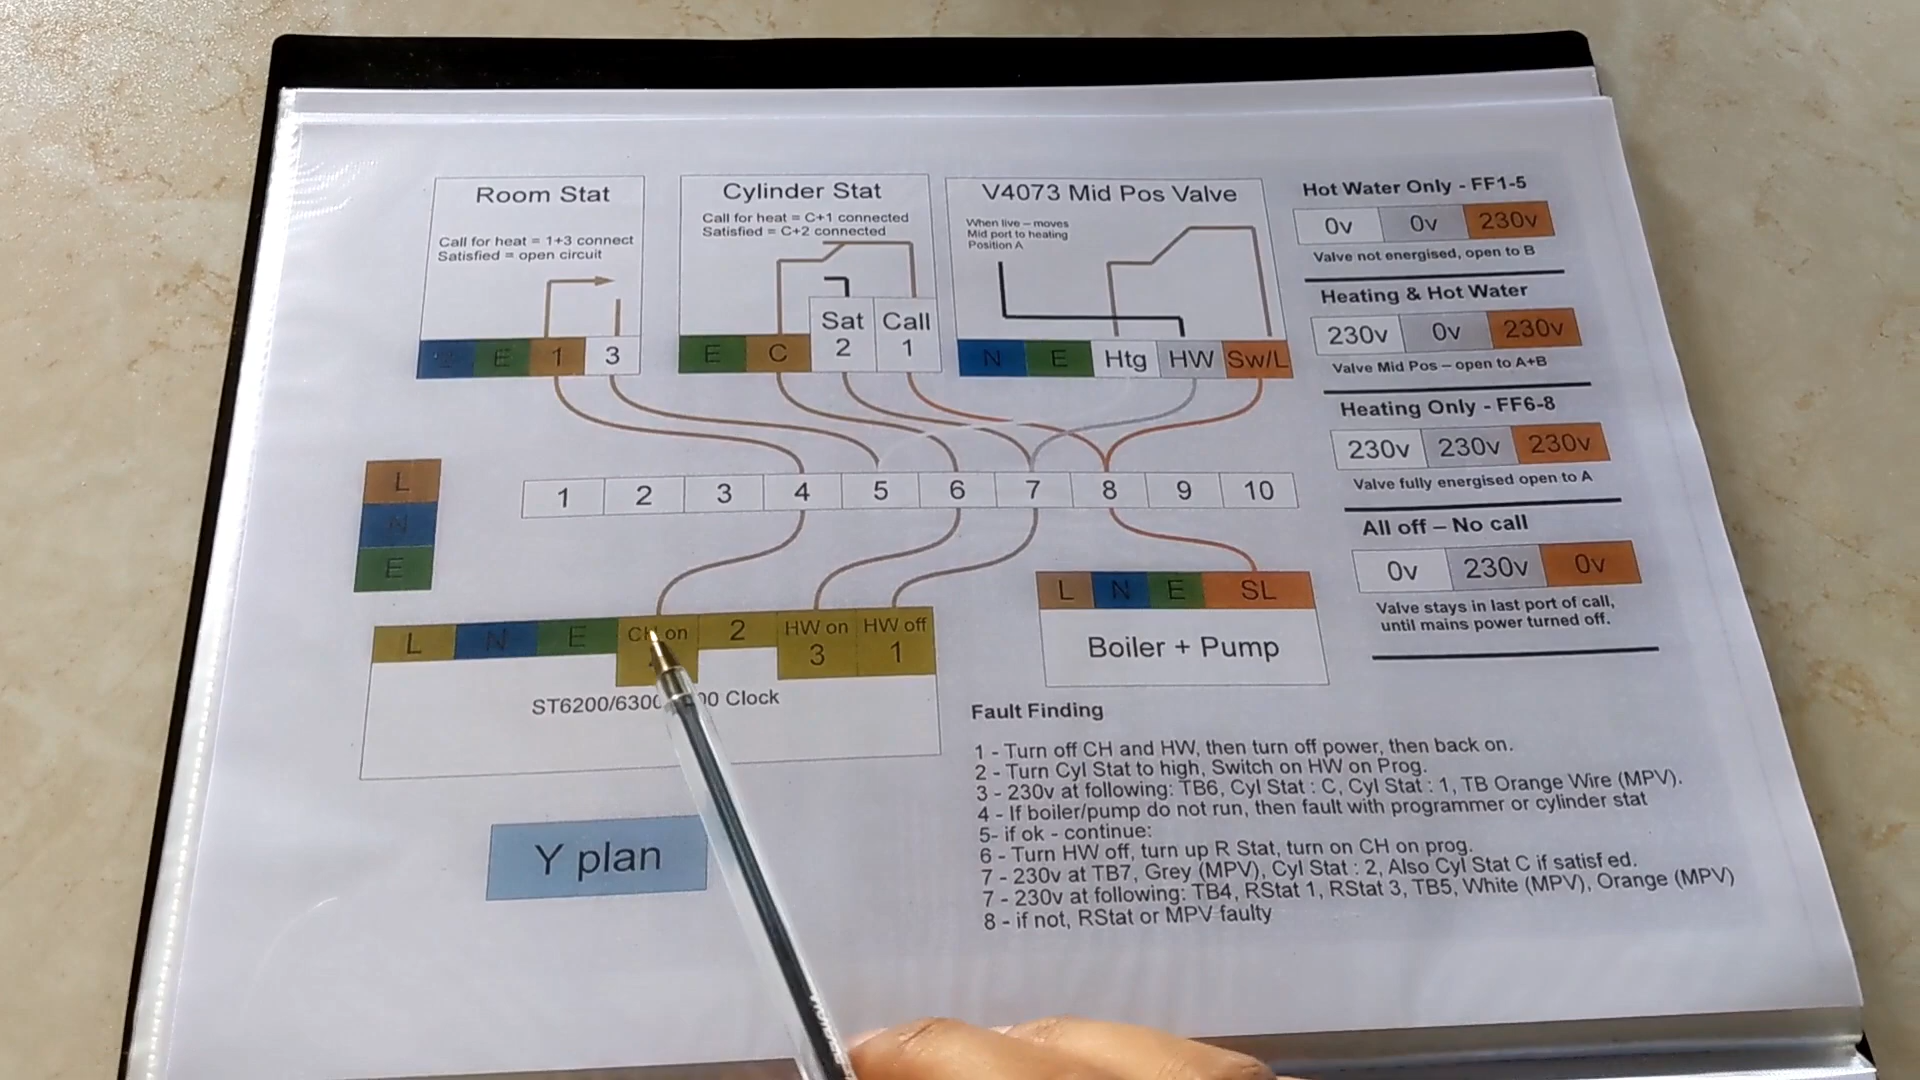 Room Stat
Call for heat = 1+3 connect
Satisfied = open circuit
2 E 1 3
Cylinder Stat
Call for heat = C+1 connected
Satisfied = C+2 connected
Sat Call
E C 2 1
V4073 Mid Pos Valve
When live – moves
Mid port to heating
Position A
N E Htg HW Sw/L
Hot Water Only - FF1-5
0v 0v 230v
Valve not energised, open to B
Heating & Hot Water
230v 0v 230v
Valve Mid Pos – open to A+B
Heating Only - FF6-8
230v 230v 230v
Valve fully energised open to A
All off – No call
0v 230v 0v
Valve stays in last port of call,
until mains power turned off.
L
N
E
1 2 3 4 5 6 7 8 9 10
L N E CH on 2 HW on HW off
3 1
Clock
L N E SL
Boiler + Pump
Y plan
Fault Finding
1 - Turn off CH and HW, then turn off power, then back on.
2 - Turn Cyl Stat to high, Switch on HW on Prog.
3 - 230v at following: TB6, Cyl Stat : C, Cyl Stat : 1, TB Orange Wire (MPV).
4 - If boiler/pump do not run, then fault with programmer or cylinder stat
5- if ok - continue:
6 - Turn HW off, turn up R Stat, turn on CH on prog.
7 - 230v at TB7, Grey (MPV), Cyl Stat : 2, Also Cyl Stat C if satisfied.
7 - 230v at following: TB4, RStat 1, RStat 3, TB5, White (MPV), Orange (MPV)
8 - if not, RStat or MPV faulty